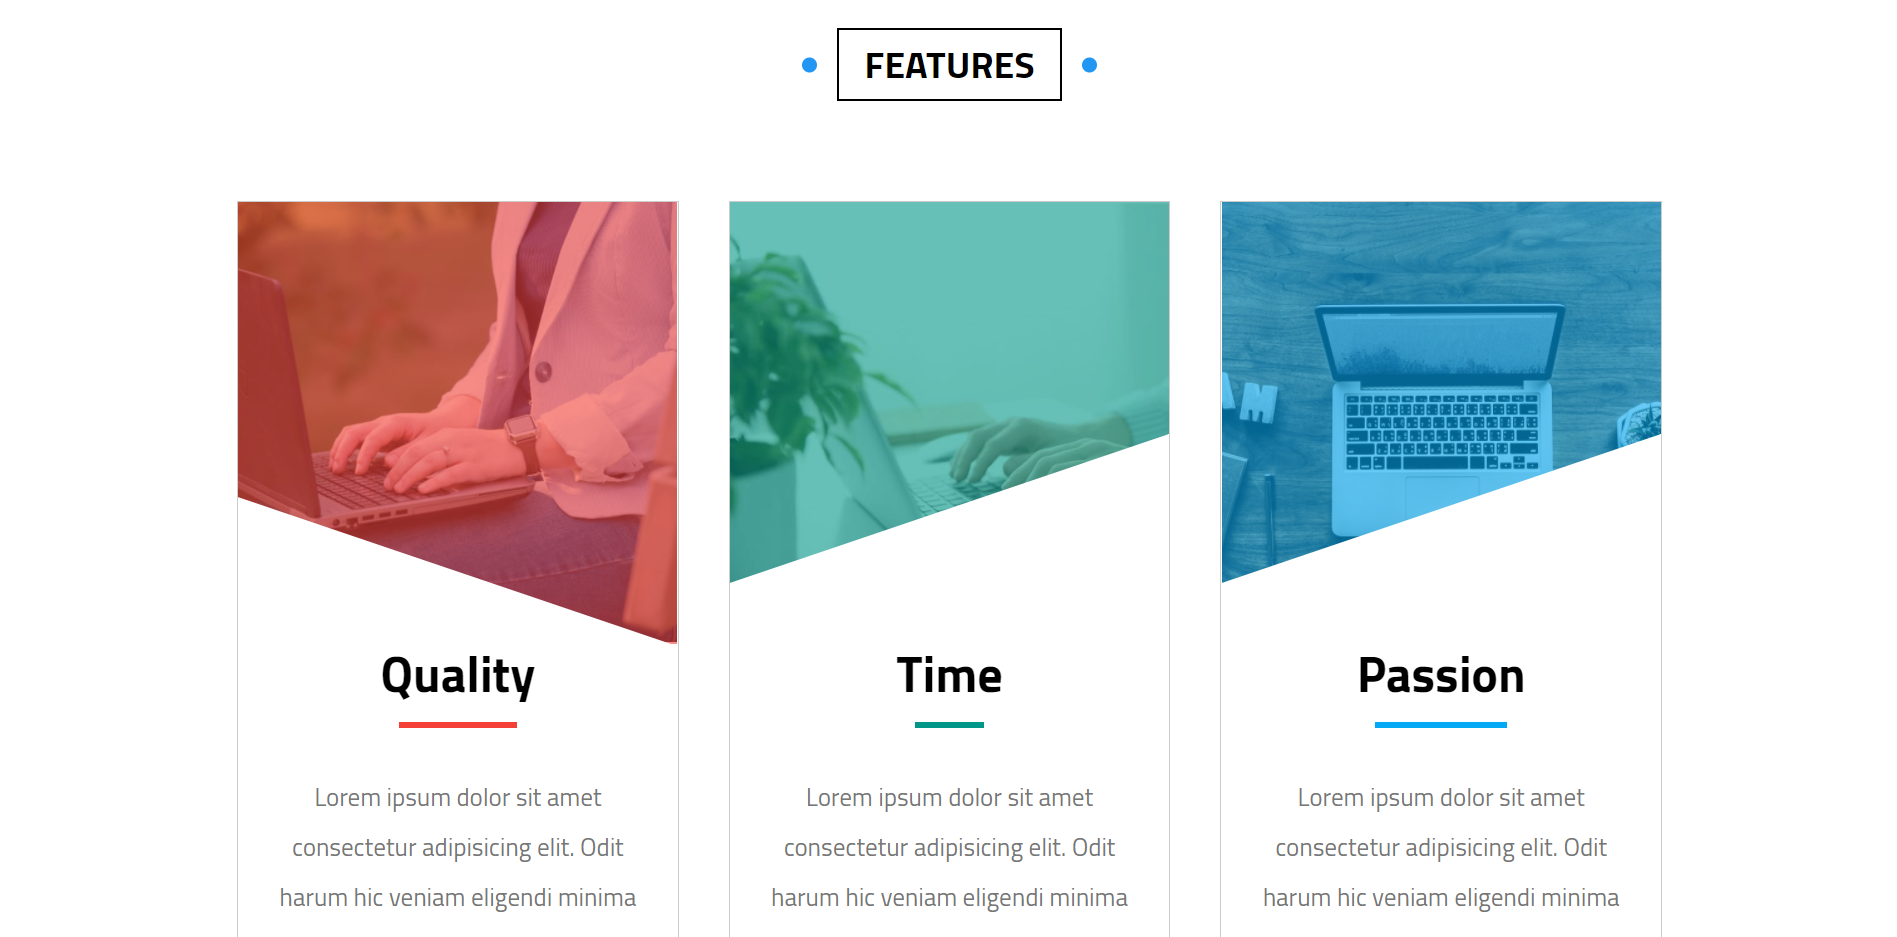 FEATURES
Quality
Lorem ipsum dolor sit amet
consectetur adipisicing elit. Odit
harum hic veniam eligendi minima
Time
Lorem ipsum dolor sit amet
consectetur adipisicing elit. Odit
harum hic veniam eligendi minima
Passion
Lorem ipsum dolor sit amet
consectetur adipisicing elit. Odit
harum hic veniam eligendi minima